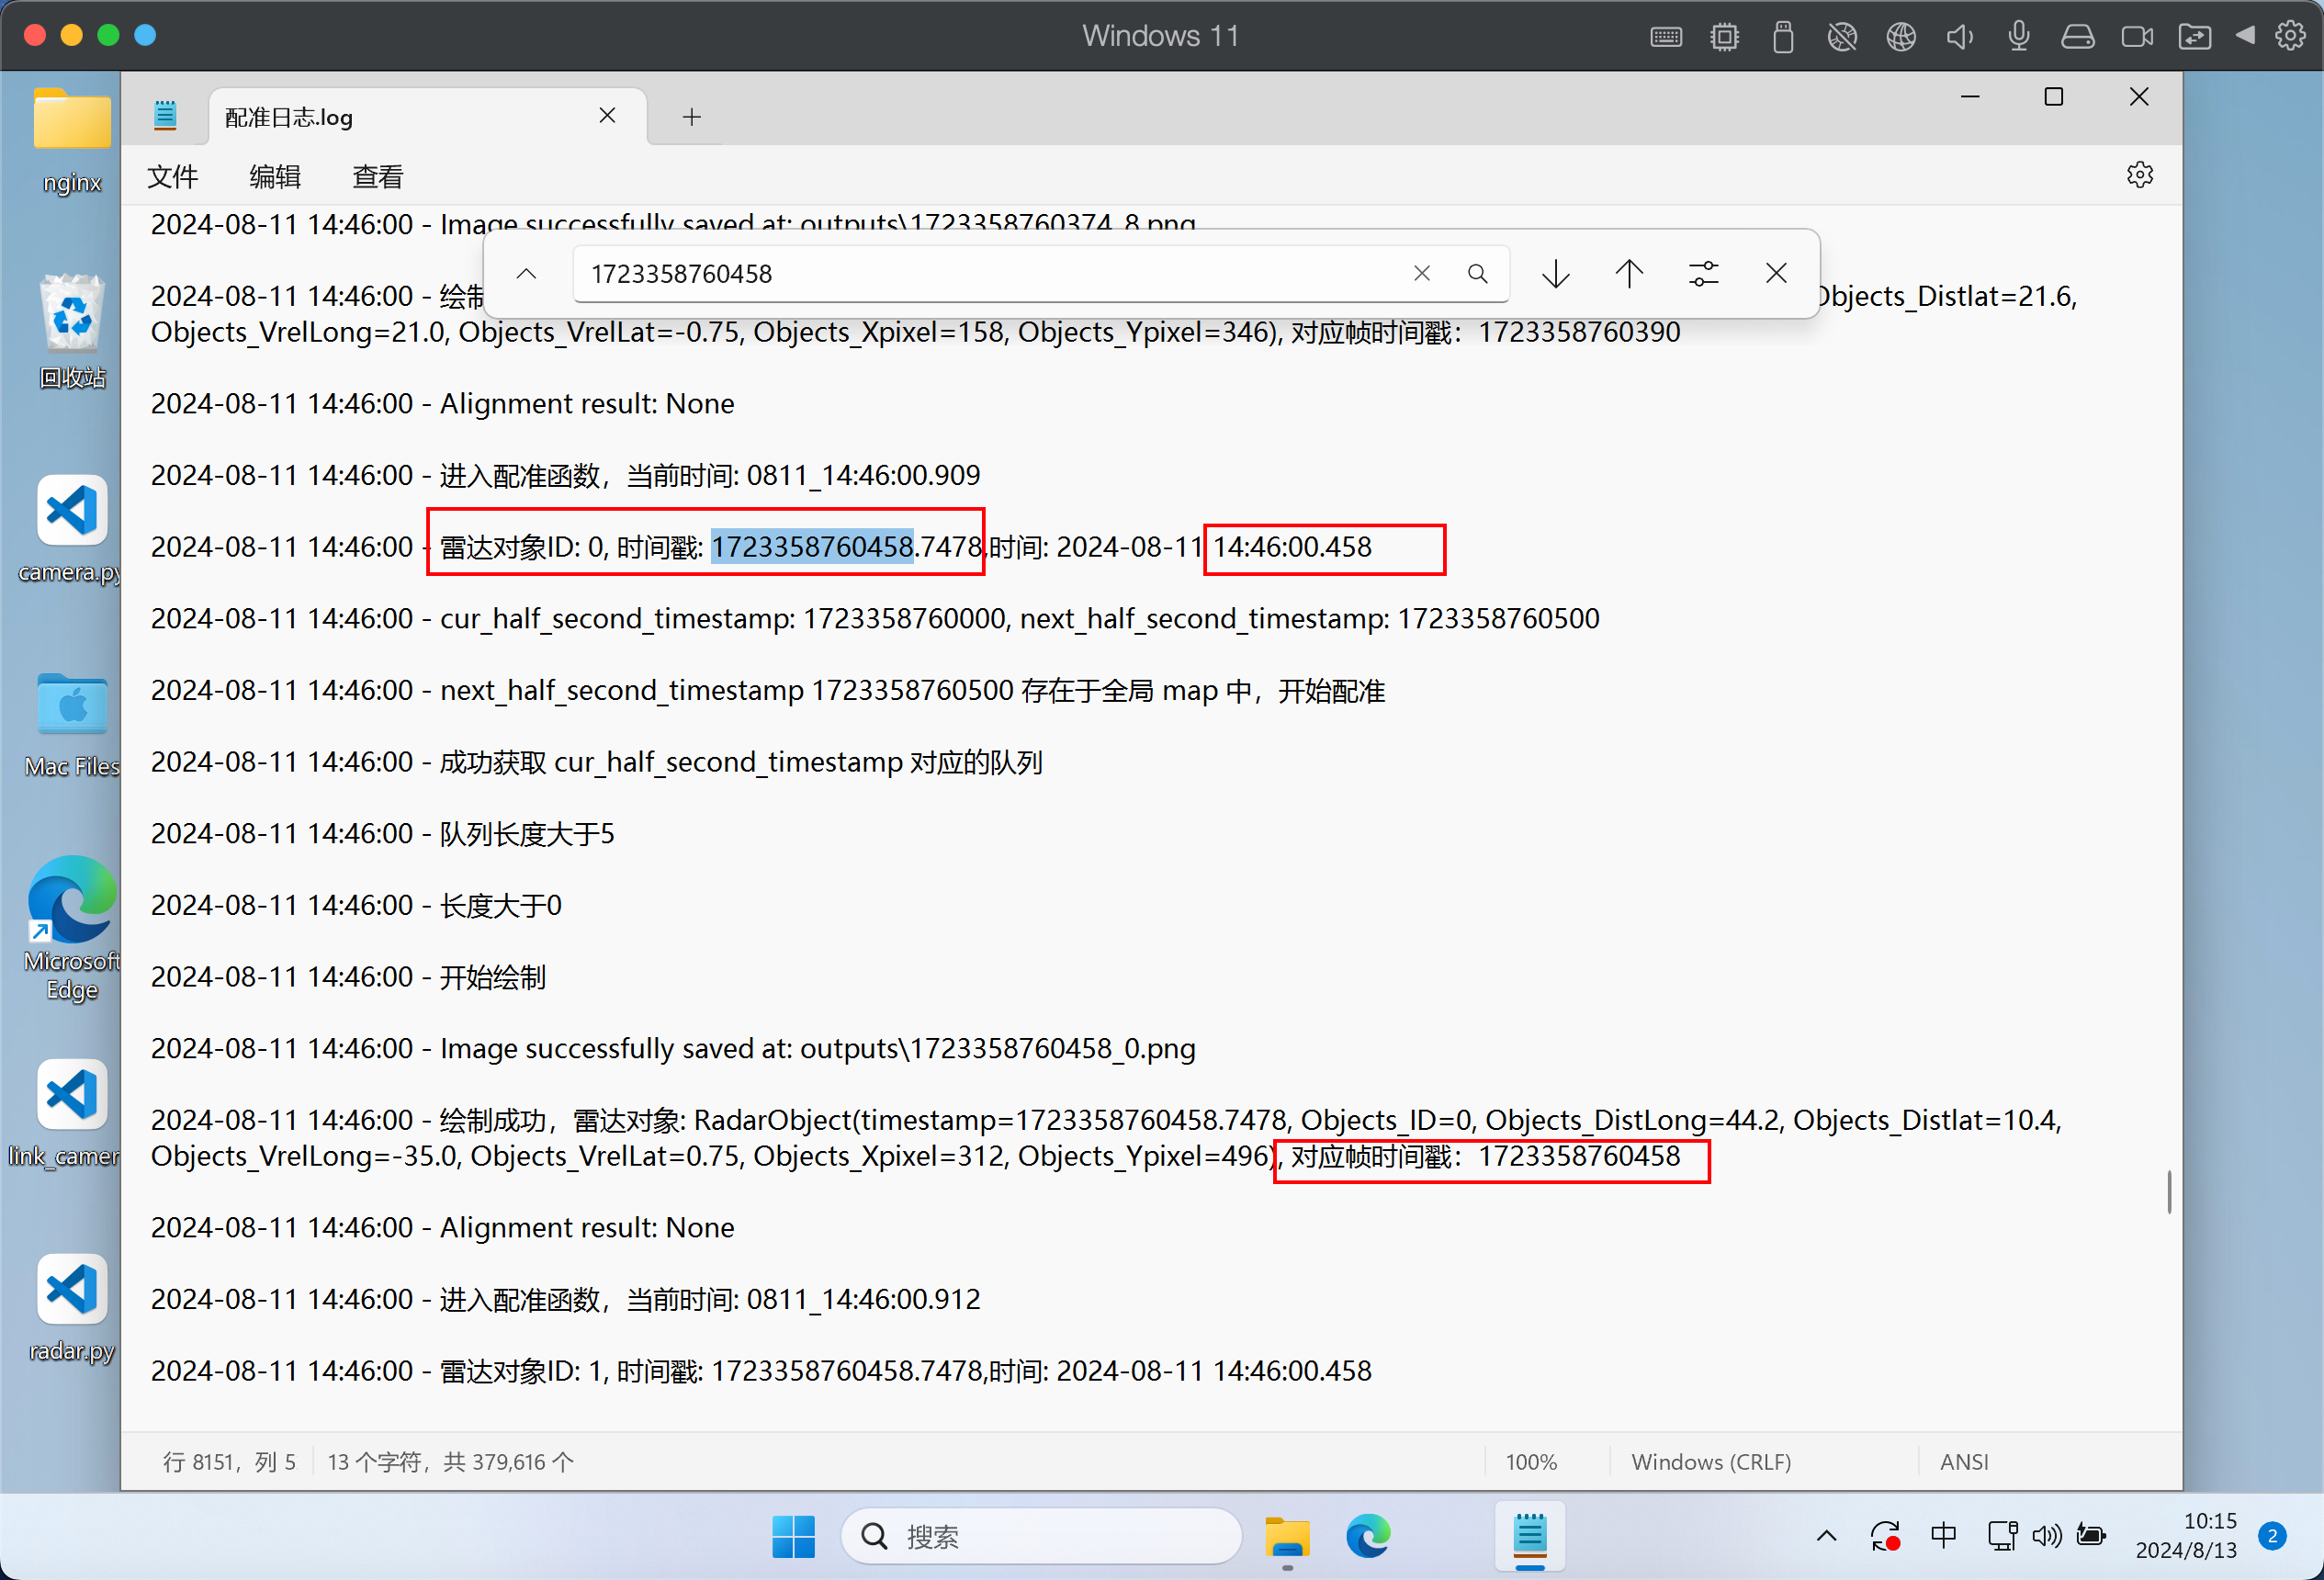 Windows 11
nginx
回收站
camera.py
Mac Files
Microsoft
Edge
link_camer
radar.py
配准日志.log
文件 编辑 查看
2024-08-11 14:46:00 - Image successfully saved at: outputs\1723358760374_8.png
1723358760458
2024-08-11 14:46:00 - 绘制 Objects_Distlat=21.6,
Objects_VrelLong=21.0, Objects_VrelLat=-0.75, Objects_Xpixel=158, Objects_Ypixel=346), 对应帧时间戳：1723358760390
2024-08-11 14:46:00 - Alignment result: None
2024-08-11 14:46:00 - 进入配准函数，当前时间: 0811_14:46:00.909
2024-08-11 14:46:00 - 雷达对象ID: 0, 时间戳: 1723358760458.7478,时间: 2024-08-11 14:46:00.458
2024-08-11 14:46:00 - cur_half_second_timestamp: 1723358760000, next_half_second_timestamp: 1723358760500
2024-08-11 14:46:00 - next_half_second_timestamp 1723358760500 存在于全局 map 中，开始配准
2024-08-11 14:46:00 - 成功获取 cur_half_second_timestamp 对应的队列
2024-08-11 14:46:00 - 队列长度大于5
2024-08-11 14:46:00 - 长度大于0
2024-08-11 14:46:00 - 开始绘制
2024-08-11 14:46:00 - Image successfully saved at: outputs\1723358760458_0.png
2024-08-11 14:46:00 - 绘制成功，雷达对象: RadarObject(timestamp=1723358760458.7478, Objects_ID=0, Objects_DistLong=44.2, Objects_Distlat=10.4,
Objects_VrelLong=-35.0, Objects_VrelLat=0.75, Objects_Xpixel=312, Objects_Ypixel=496), 对应帧时间戳：1723358760458
2024-08-11 14:46:00 - Alignment result: None
2024-08-11 14:46:00 - 进入配准函数，当前时间: 0811_14:46:00.912
2024-08-11 14:46:00 - 雷达对象ID: 1, 时间戳: 1723358760458.7478,时间: 2024-08-11 14:46:00.458
行 8151，列 5 13 个字符，共 379,616 个 100% Windows (CRLF) ANSI
搜索
中
10:15
2024/8/13
2